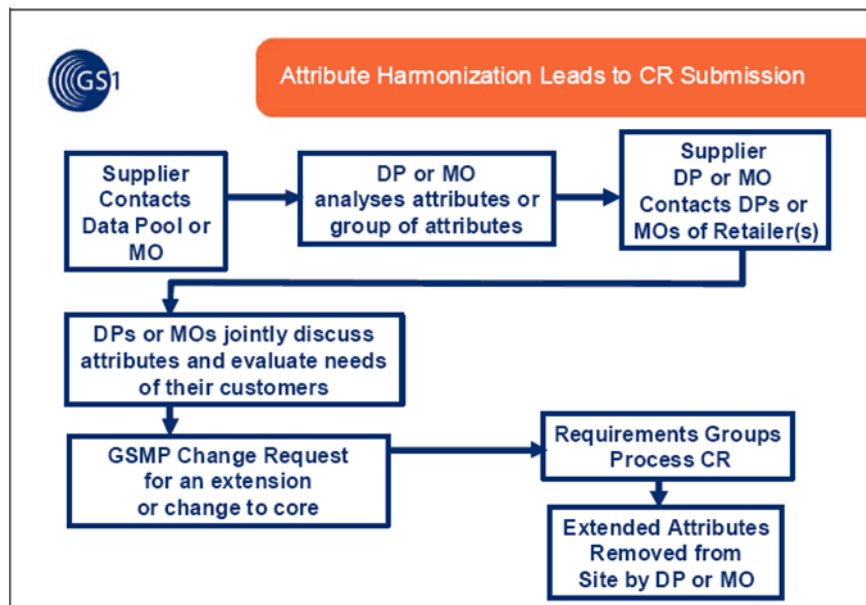 GS1
Attribute Harmonization Leads to CR Submission
Supplier
Contacts
Data Pool or
MO
DP or MO
analyses attributes or
group of attributes
Supplier
DP or MO
Contacts DPs or
MOs of Retailer(s)
DPs or MOs jointly discuss
attributes and evaluate needs
of their customers
GSMP Change Request
for an extension
or change to core
Requirements Groups
Process CR
Extended Attributes
Removed from
Site by DP or MO